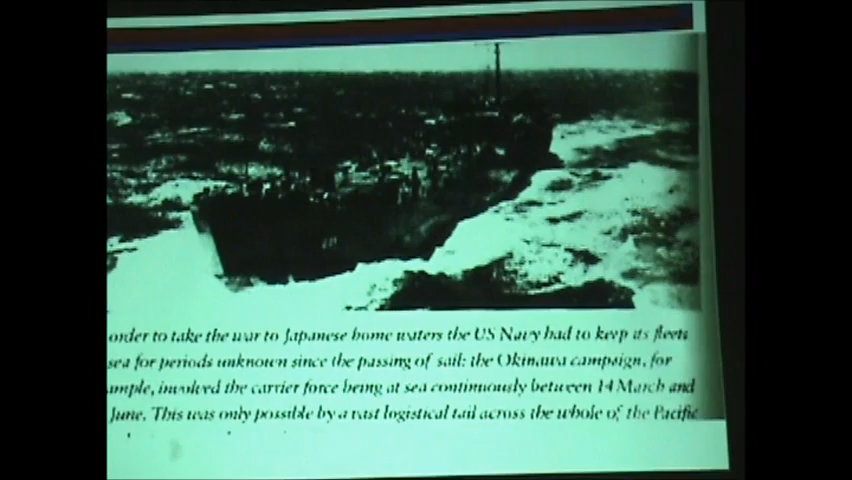 order to take the war to Japanese home waters the US Navy had to keep its fleets
sea for periods unknown since the passing of sail: the Okinawa campaign, for
ample, involved the carrier force being at sea continuously between 14 March and
June. This was only possible by a vast logistical tail across the whole of the Pacific